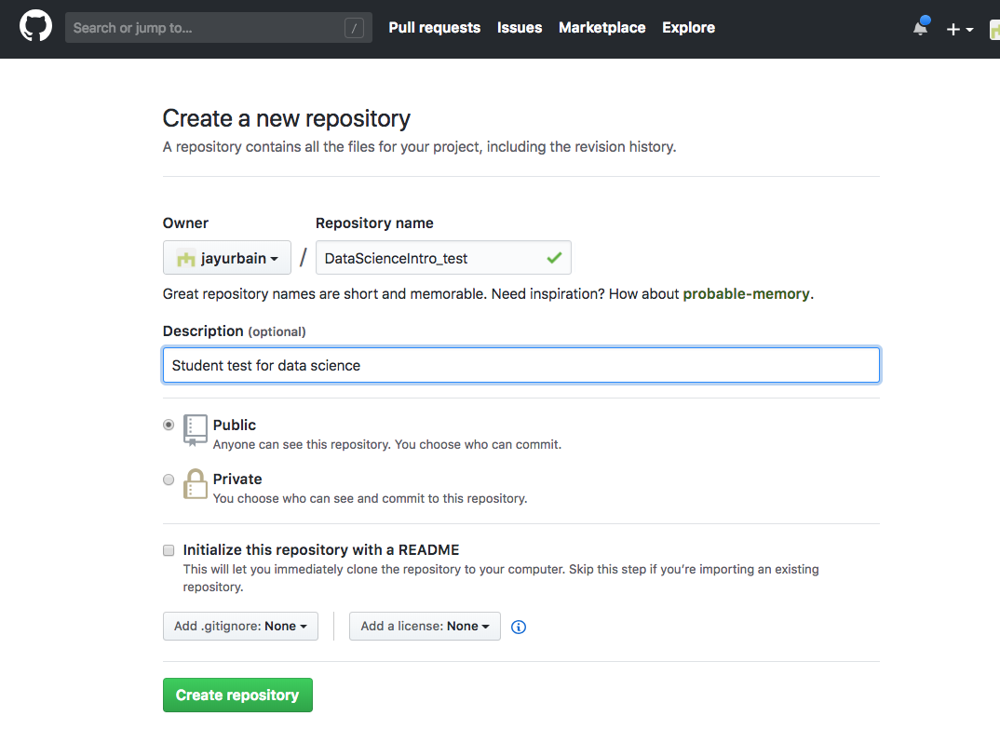 Search or jump to... / Pull requests Issues Marketplace Explore
Create a new repository
A repository contains all the files for your project, including the revision history.
Owner Repository name
jayurbain / DataScienceIntro_test
Great repository names are short and memorable. Need inspiration? How about probable-memory.
Description (optional)
Student test for data science
Public
Anyone can see this repository. You choose who can commit.
Private
You choose who can see and commit to this repository.
Initialize this repository with a README
This will let you immediately clone the repository to your computer. Skip this step if you’re importing an existing
repository.
Add .gitignore: None Add a license: None
Create repository